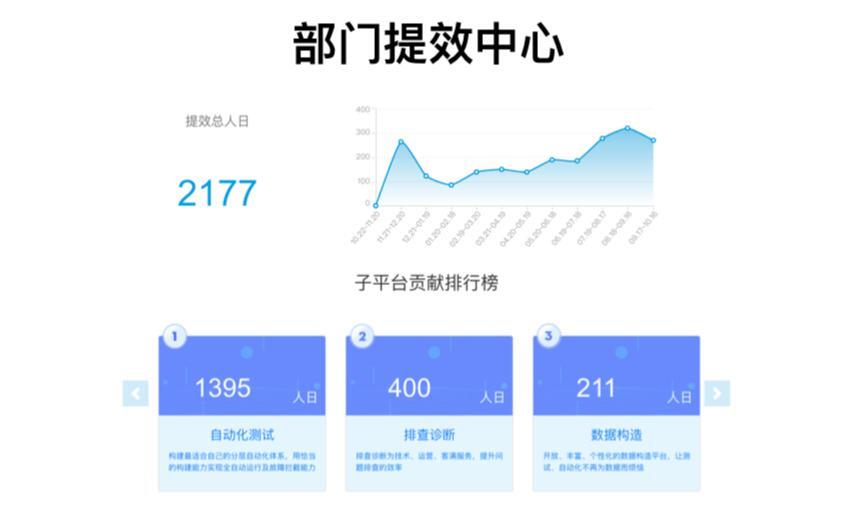 部门提效中心
提效总人日
2177
400
300
200
100
0
10.22~11.20
11.21~12.20
12.21~01.19
01.20~02.18
02.19~03.20
03.21~04.19
04.20~05.19
05.20~06.18
06.19~07.18
07.19~08.17
08.18~09.16
09.17~10.16
子平台贡献排行榜
1
1395 人日
自动化测试
构建最适合自己的分层自动化体系，用恰当
的构建能力实现全自动运行及故障拦截能力
2
400 人日
排查诊断
排查诊断为技术、运营、客满服务，提升问
题排查的效率
3
211 人日
数据构造
开放、丰富、个性化的数据构造平台，让测
试、自动化不再为数据而烦恼